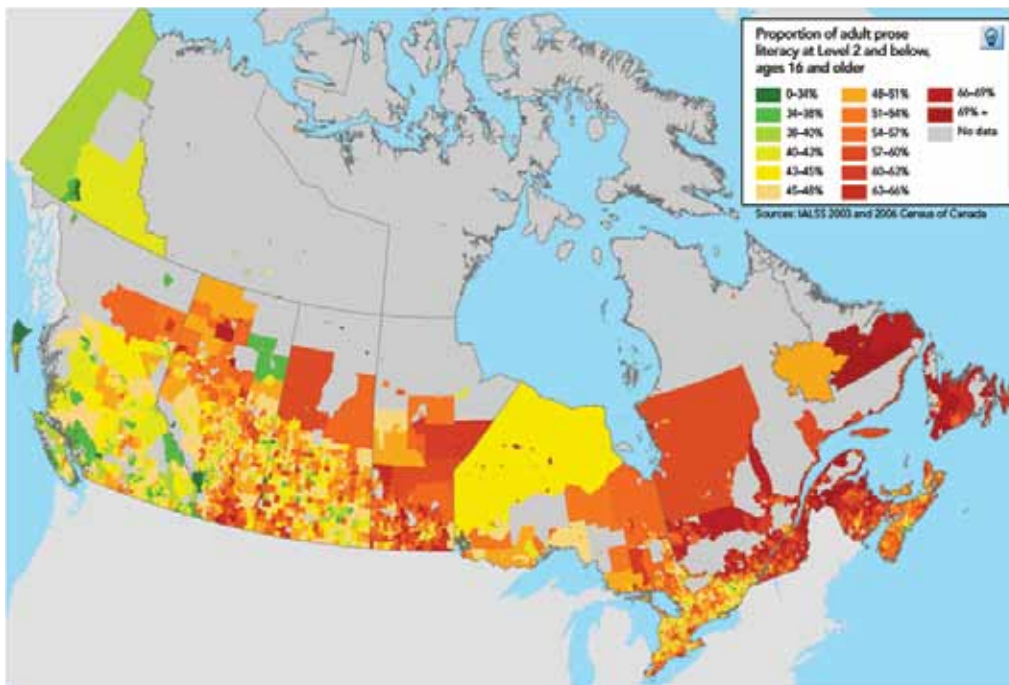 Proportion of adult prose
literacy at Level 2 and below,
ages 16 and older
0–34%
34–38%
38–40%
40–43%
43–45%
45–48%
48–51%
51–54%
54–57%
57–60%
60–63%
63–66%
66–69%
69% +
No data
Sources: IALSS 2003 and 2006 Census of Canada